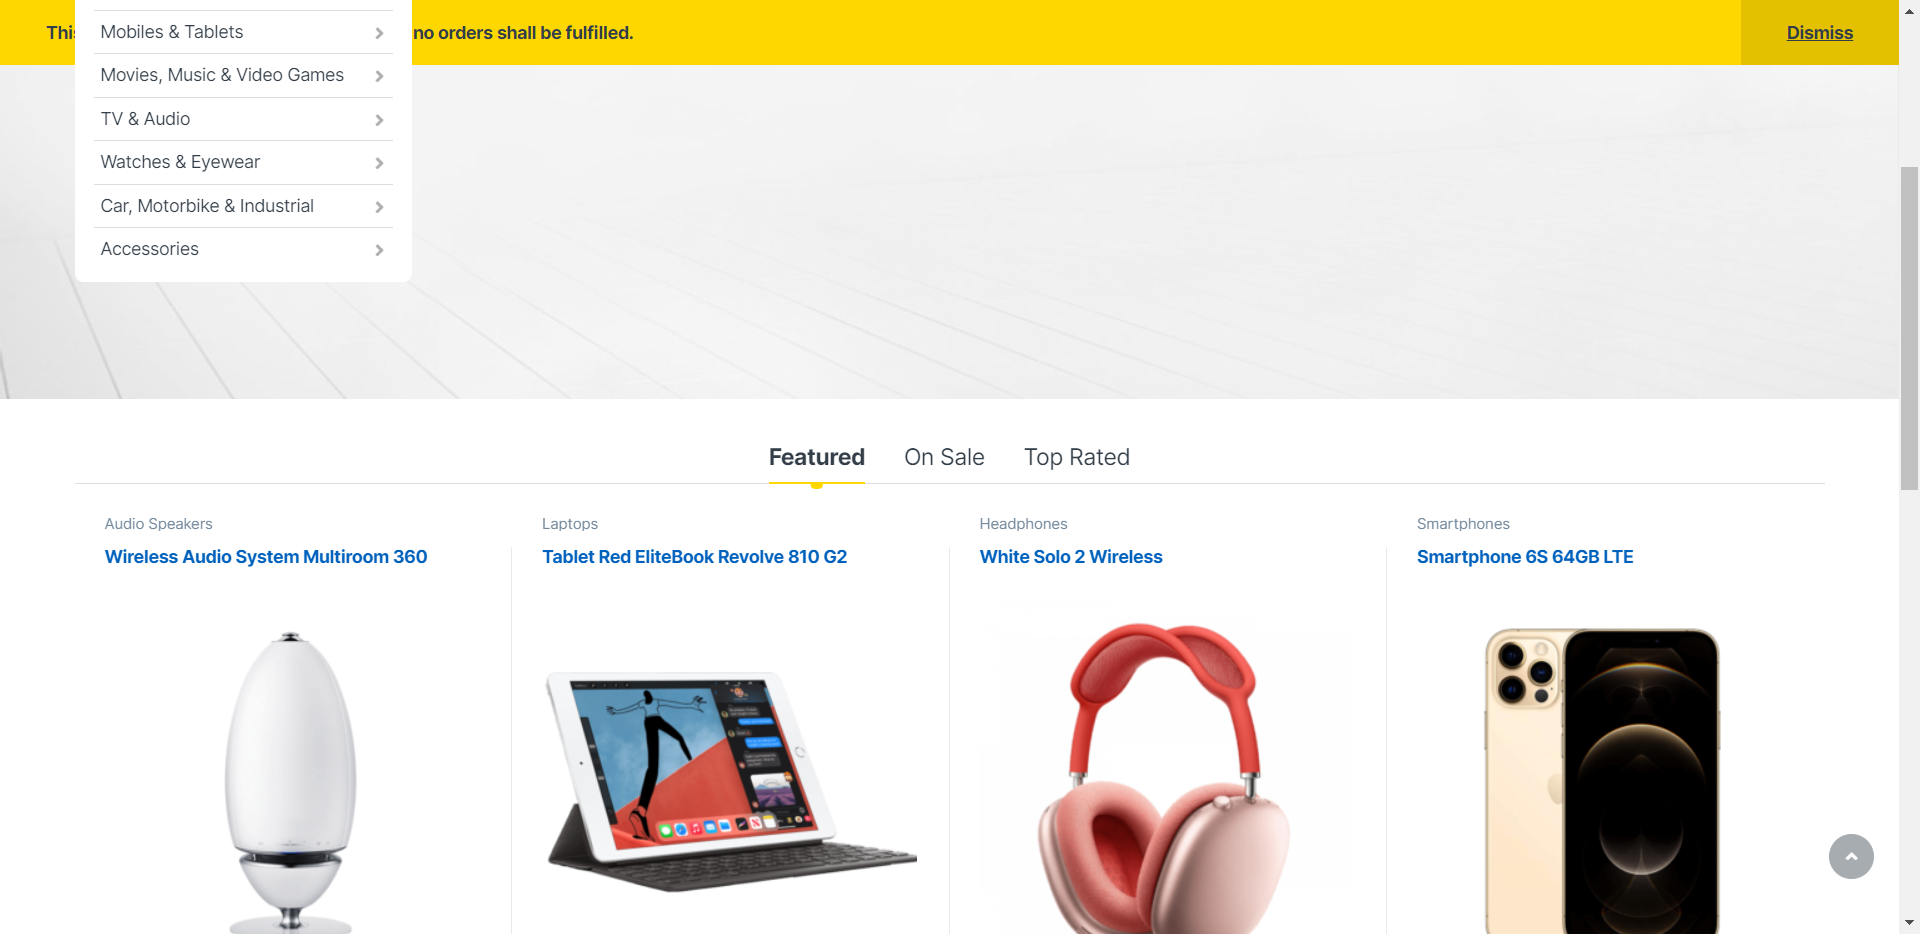 This no orders shall be fulfilled.
Dismiss
Mobiles & Tablets
Movies, Music & Video Games
TV & Audio
Watches & Eyewear
Car, Motorbike & Industrial
Accessories
Featured
On Sale
Top Rated
Audio Speakers
Wireless Audio System Multiroom 360
Laptops
Tablet Red EliteBook Revolve 810 G2
Headphones
White Solo 2 Wireless
Smartphones
Smartphone 6S 64GB LTE